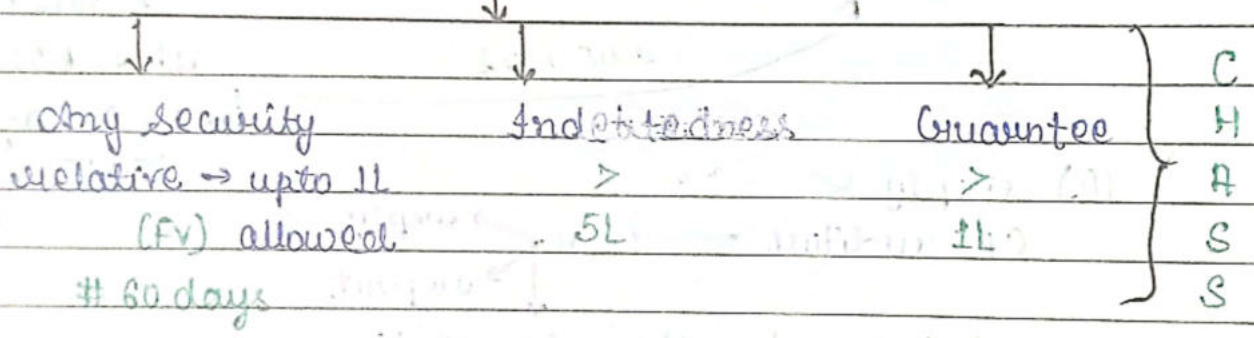 C
Any security Indebtedness Guarantee H
relative → upto 1L > > A
(FV) allowed 5L 1L S
# 60 days S